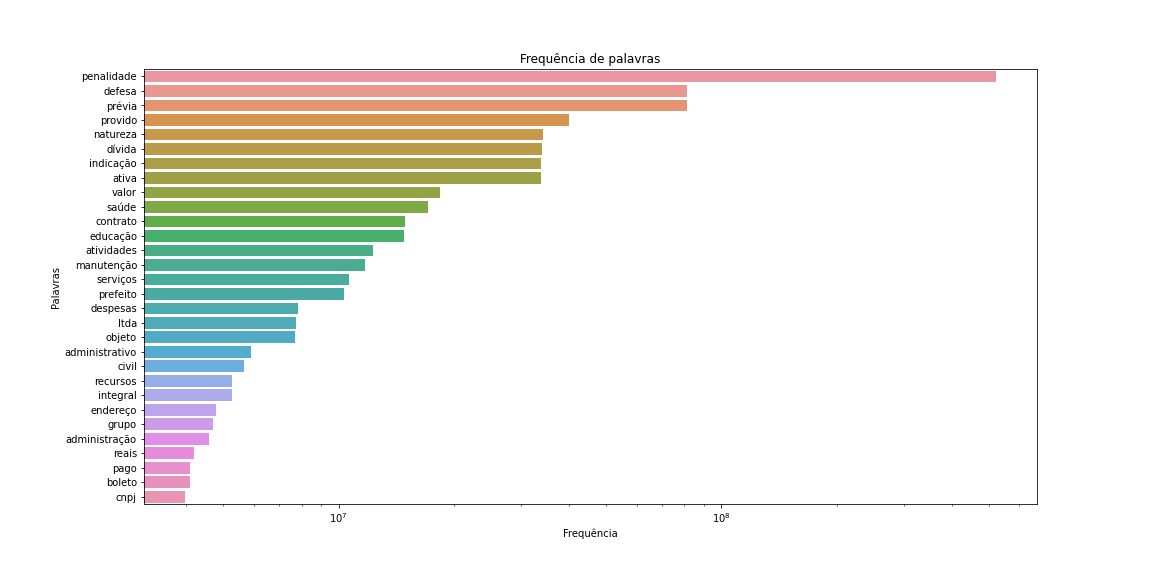 Frequência de palavras
penalidade
defesa
prévia
provido
natureza
dívida
indicação
ativa
valor
saúde
contrato
educação
atividades
manutenção
serviços
prefeito
despesas
ltda
objeto
administrativo
civil
recursos
integral
endereço
grupo
administração
reais
pago
boleto
cnpj
Palavras
10⁷ 10⁸
Frequência